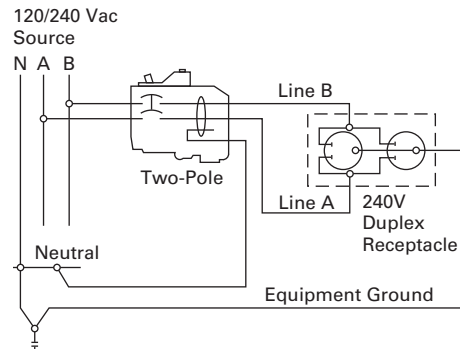 120/240 Vac
Source
N A B
Line B
Two-Pole
Line A
240V
Duplex
Receptacle
Neutral
Equipment Ground